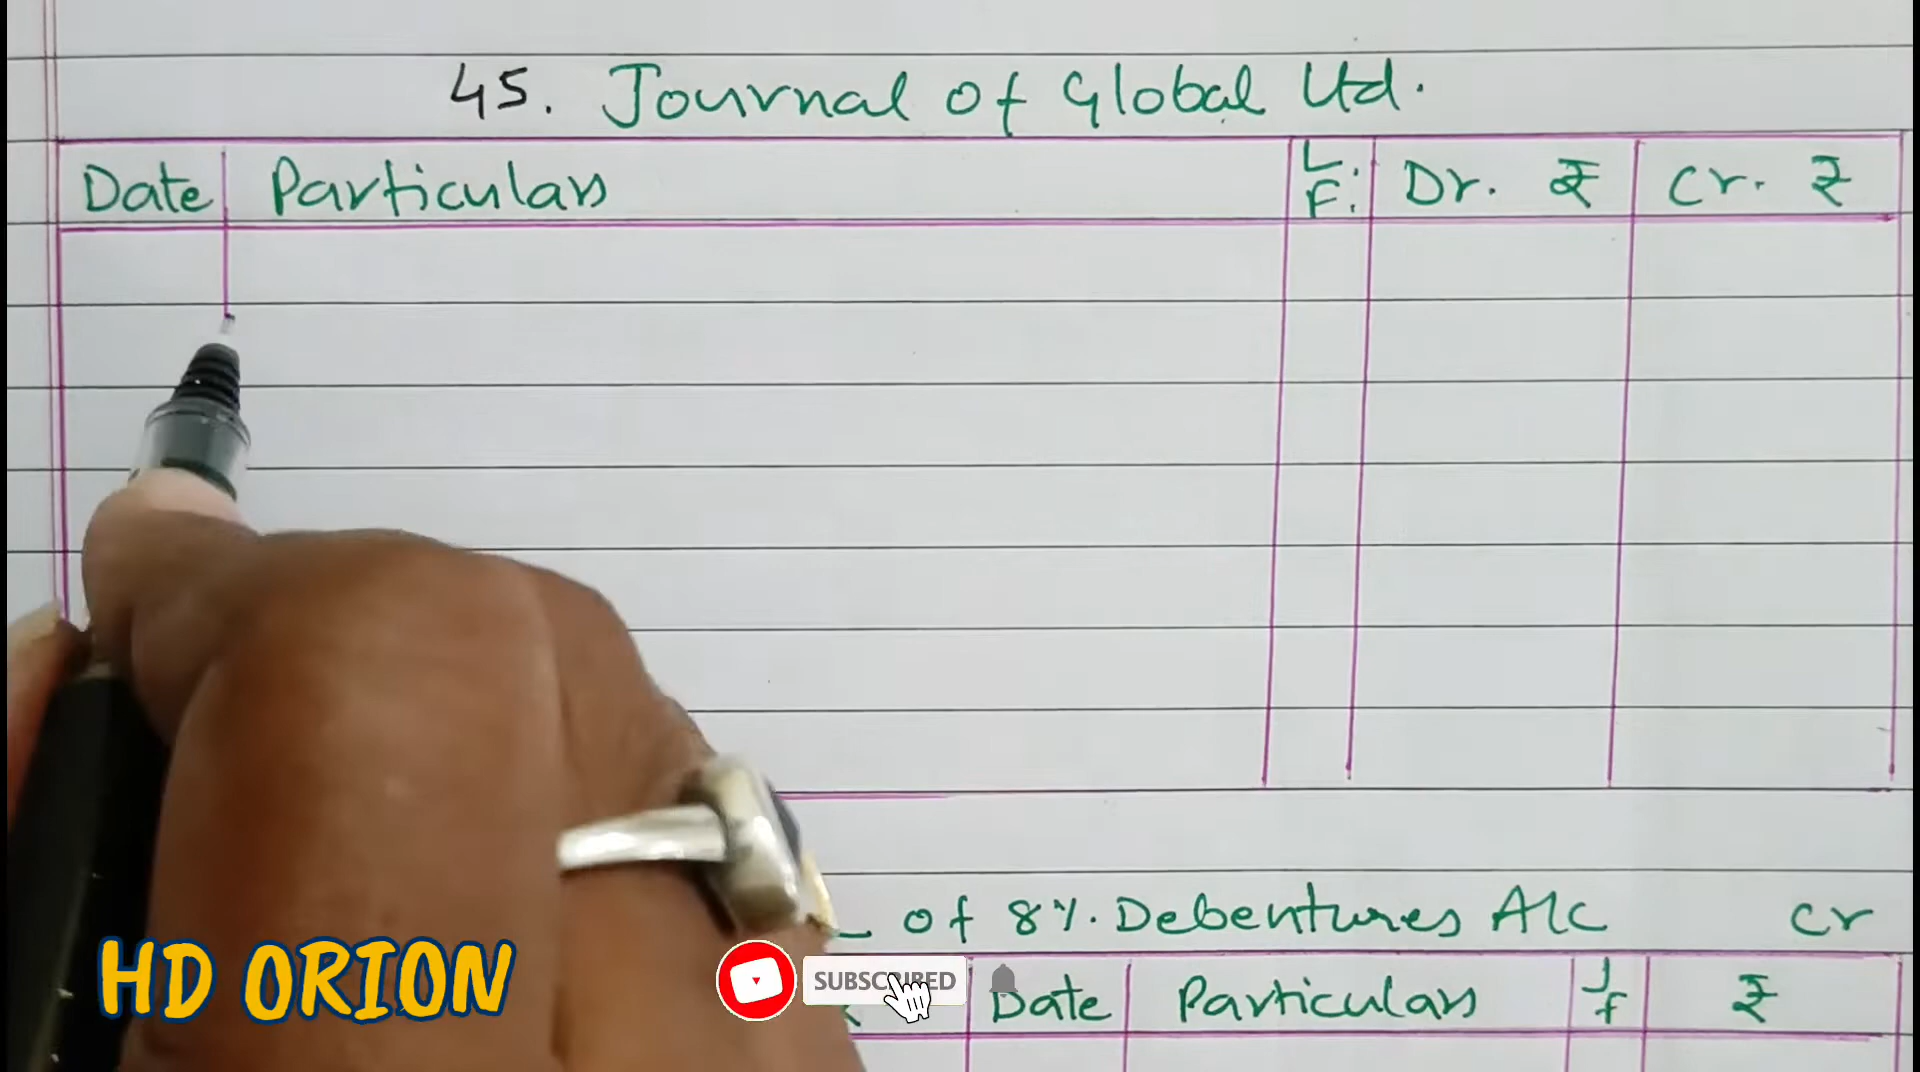 45. Journal of Global Ltd.
Date Particulars L.F. Dr. ₹ Cr. ₹
of 8%. Debentures A/c Cr
Date Particulars J/f ₹
HD ORION
SUBSCRIBED